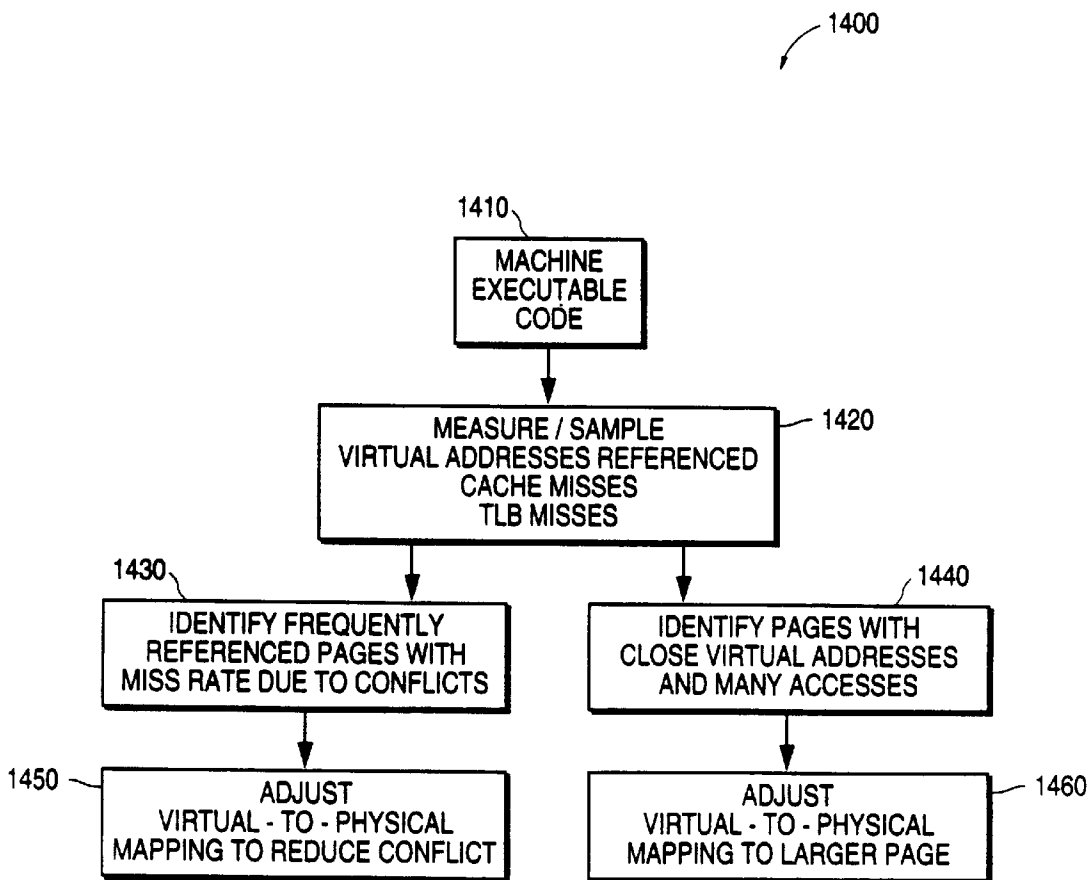 1400
1410
MACHINE
EXECUTABLE
CODE
1420
MEASURE / SAMPLE
VIRTUAL ADDRESSES REFERENCED
CACHE MISSES
TLB MISSES
1430
IDENTIFY FREQUENTLY
REFERENCED PAGES WITH
MISS RATE DUE TO CONFLICTS
1440
IDENTIFY PAGES WITH
CLOSE VIRTUAL ADDRESSES
AND MANY ACCESSES
1450
ADJUST
VIRTUAL - TO - PHYSICAL
MAPPING TO REDUCE CONFLICT
1460
ADJUST
VIRTUAL - TO - PHYSICAL
MAPPING TO LARGER PAGE